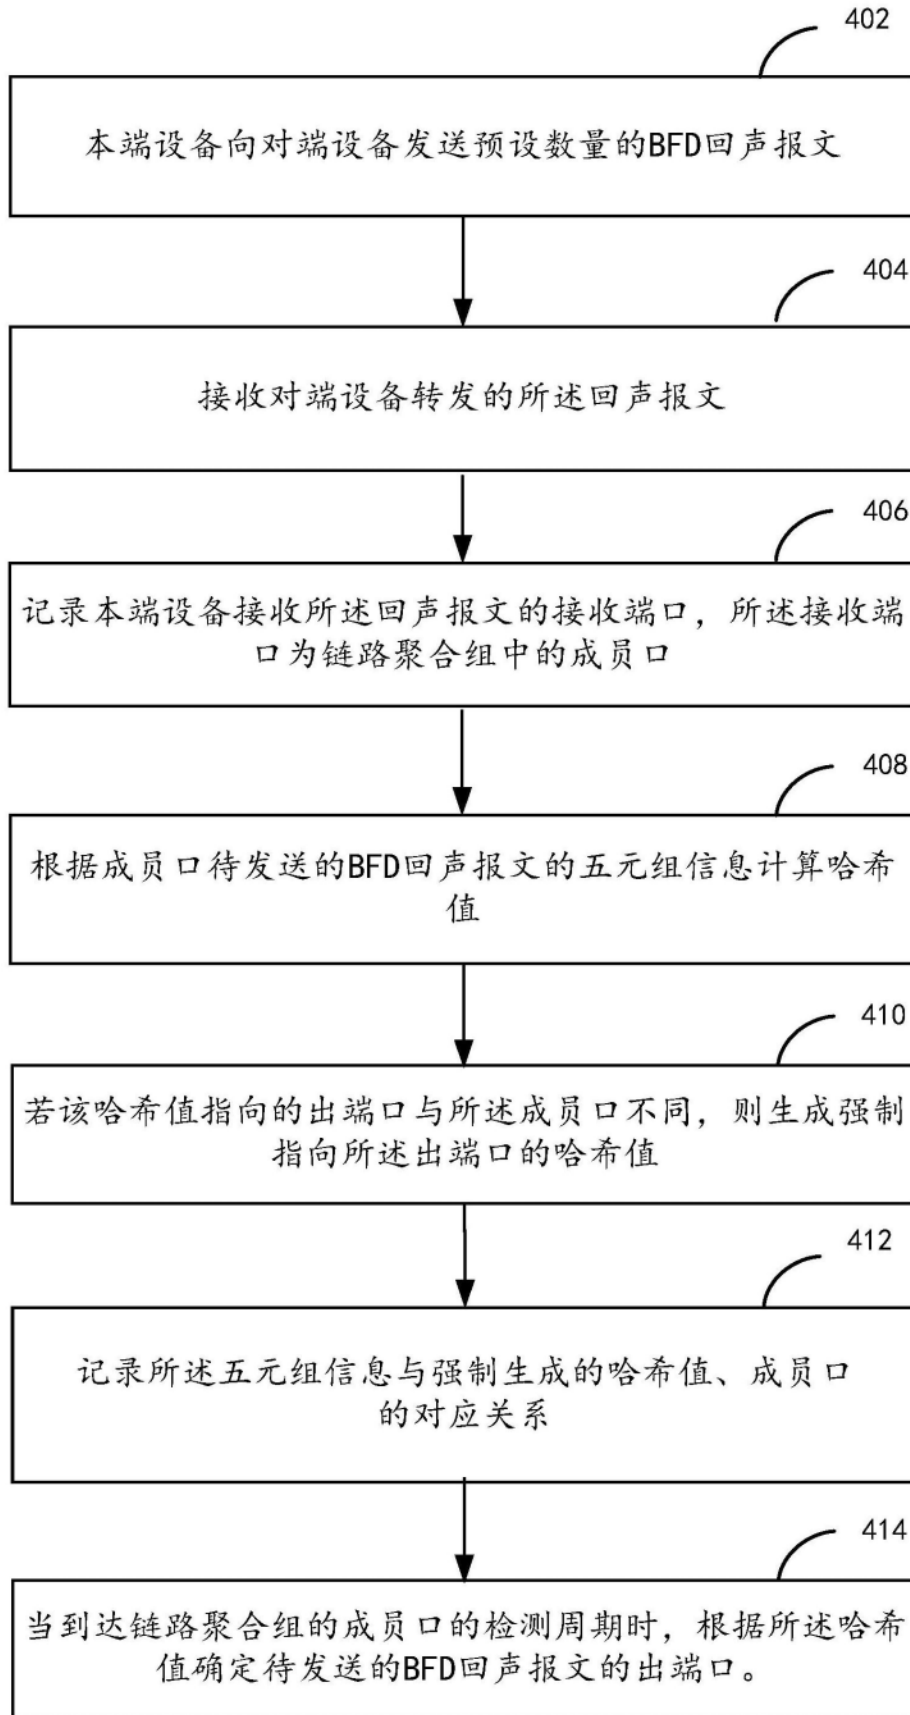 402
本端设备向对端设备发送预设数量的BFD回声报文
404
接收对端设备转发的所述回声报文
406
记录本端设备接收所述回声报文的接收端口，所述接收端
口为链路聚合组中的成员口
408
根据成员口待发送的BFD回声报文的五元组信息计算哈希
值
410
若该哈希值指向的出端口与所述成员口不同，则生成强制
指向所述出端口的哈希值
412
记录所述五元组信息与强制生成的哈希值、成员口
的对应关系
414
当到达链路聚合组的成员口的检测周期时，根据所述哈希
值确定待发送的BFD回声报文的出端口。